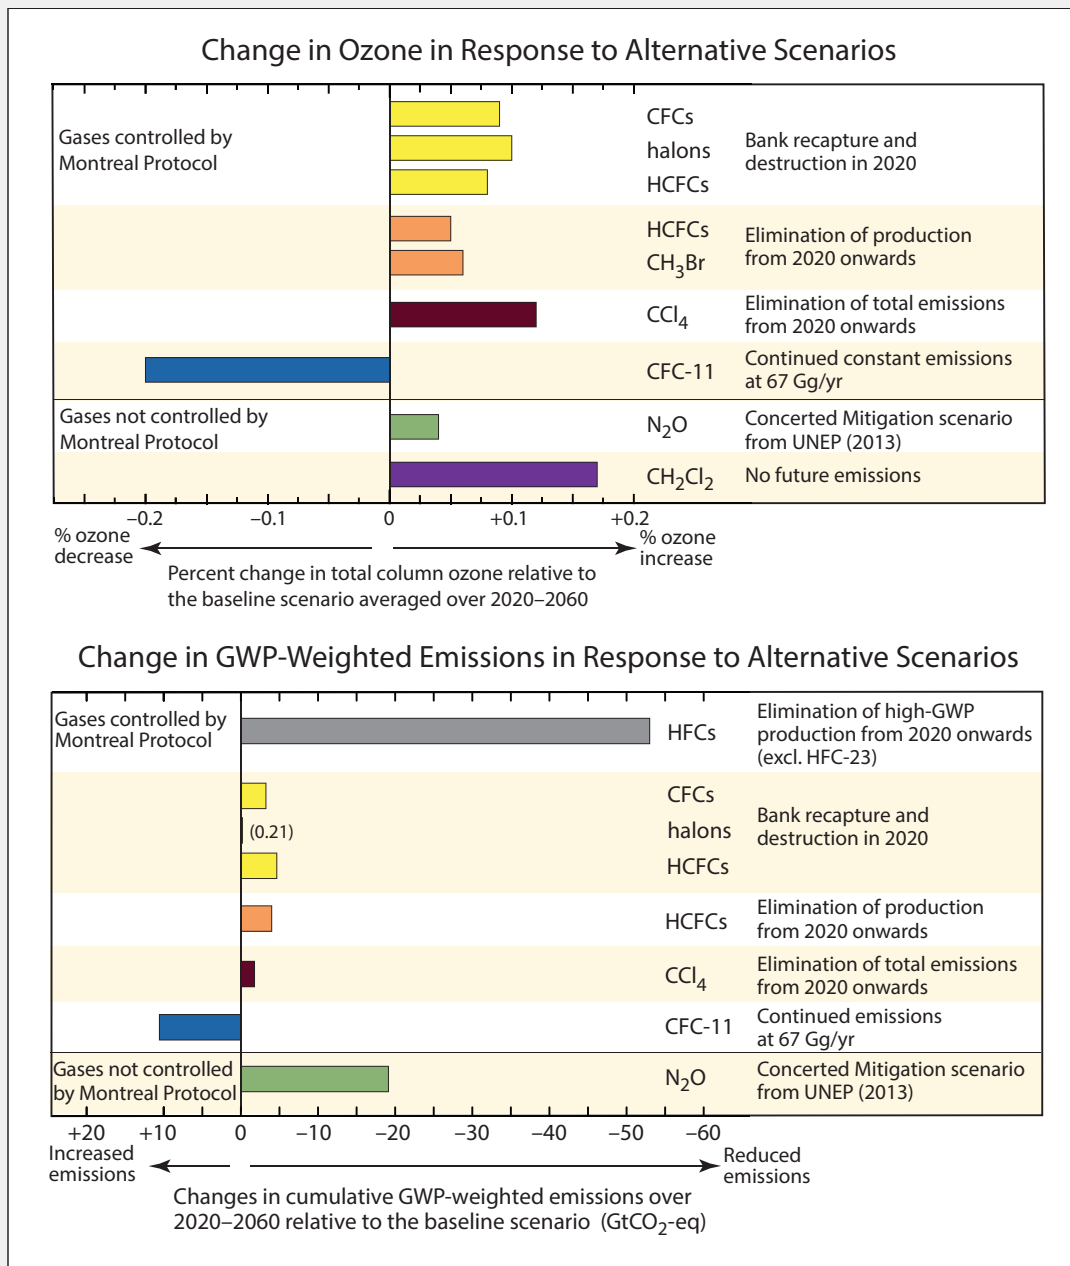 Change in Ozone in Response to Alternative Scenarios
Gases controlled by
Montreal Protocol
CFCs
halons
HCFCs
Bank recapture and
destruction in 2020
HCFCs
CH₃Br
Elimination of production
from 2020 onwards
CCl₄
Elimination of total emissions
from 2020 onwards
CFC-11
Continued constant emissions
at 67 Gg/yr
Gases not controlled by
Montreal Protocol
N₂O
Concerted Mitigation scenario
from UNEP (2013)
CH₂Cl₂
No future emissions
−0.2 −0.1 0 +0.1 +0.2
% ozone
decrease
% ozone
increase
Percent change in total column ozone relative to
the baseline scenario averaged over 2020–2060
Change in GWP-Weighted Emissions in Response to Alternative Scenarios
Gases controlled by
Montreal Protocol
HFCs
Elimination of high-GWP
production from 2020 onwards
(excl. HFC-23)
CFCs
(0.21)
halons
HCFCs
Bank recapture and
destruction in 2020
HCFCs
Elimination of production
from 2020 onwards
CCl₄
Elimination of total emissions
from 2020 onwards
CFC-11
Continued emissions
at 67 Gg/yr
Gases not controlled
by Montreal Protocol
N₂O
Concerted Mitigation scenario
from UNEP (2013)
+20 +10 0 −10 −20 −30 −40 −50 −60
Increased
emissions
Reduced
emissions
Changes in cumulative GWP-weighted emissions over
2020–2060 relative to the baseline scenario (GtCO₂-eq)